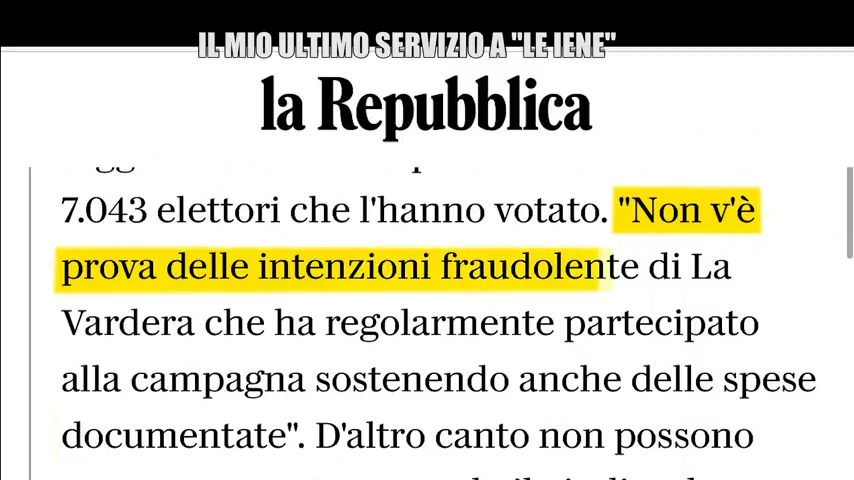 IL MIO ULTIMO SERVIZIO A "LE IENE"
la Repubblica
7.043 elettori che l'hanno votato. "Non v'è
prova delle intenzioni fraudolente di La
Vardera che ha regolarmente partecipato
alla campagna sostenendo anche delle spese
documentate". D'altro canto non possono